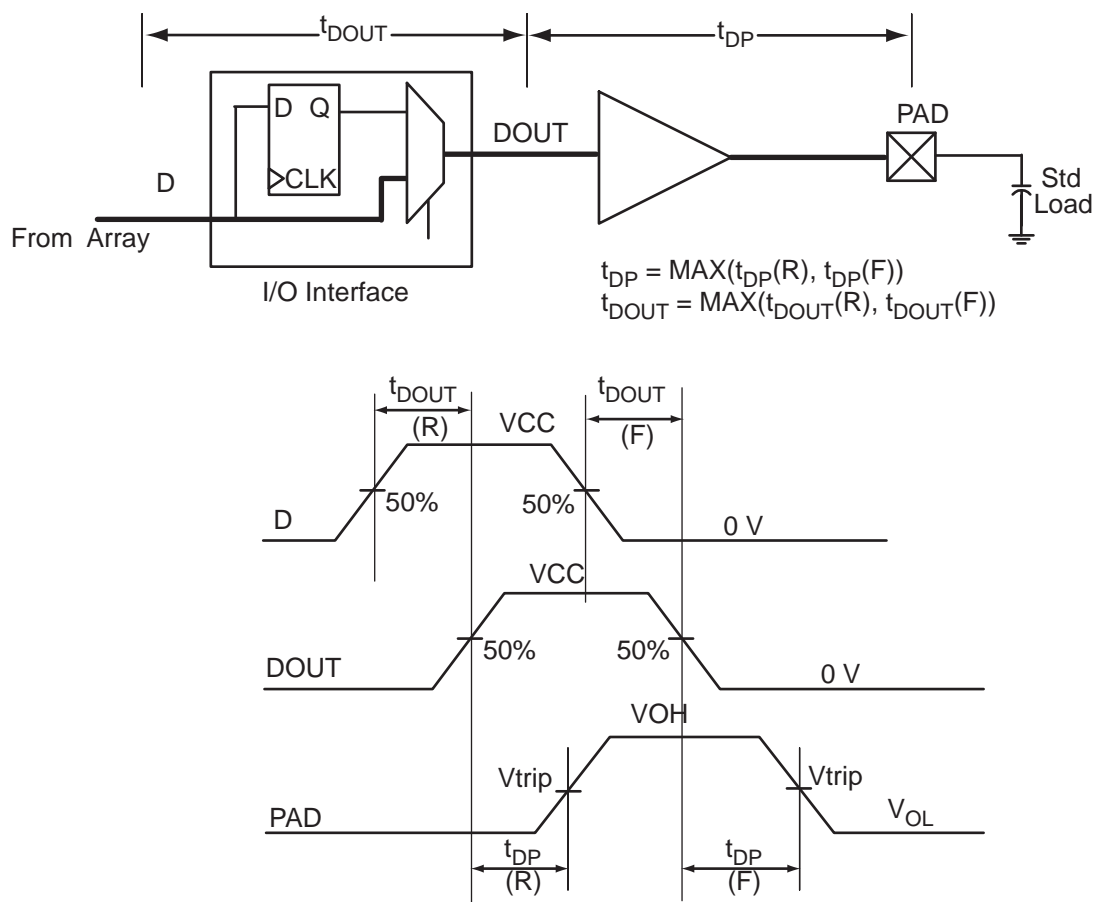 tDOUT
tDP
D Q
CLK
D
From Array
I/O Interface
DOUT
PAD
Std
Load
tDP = MAX(tDP(R), tDP(F))
tDOUT = MAX(tDOUT(R), tDOUT(F))
tDOUT
(R)
VCC
tDOUT
(F)
50%
50%
D
0 V
VCC
50%
50%
DOUT
0 V
VOH
Vtrip
Vtrip
PAD
VOL
tDP
(R)
tDP
(F)